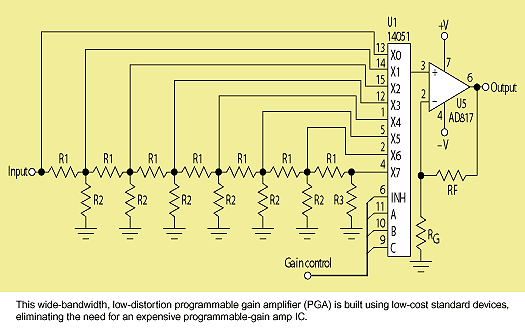 U1
14051
+V
13 X0
14 X1
15 X2
12 X3
1 X4
5 X5
2 X6
4 X7
3 + 7
6 Output
2 −
U5
4 AD817
−V
R1 R1 R1 R1 R1 R1 R1
Input
RF
R2 R2 R2 R2 R2 R2 R3
6 INH
11 A
10 B
9 C
RG
Gain control
This wide-bandwidth, low-distortion programmable gain amplifier (PGA) is built using low-cost standard devices,
eliminating the need for an expensive programmable-gain amp IC.